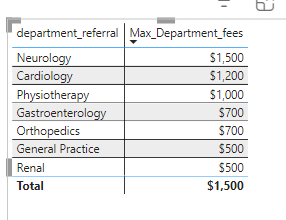 department_referral Max_Department_fees
Neurology $1,500
Cardiology $1,200
Physiotherapy $1,000
Gastroenterology $700
Orthopedics $700
General Practice $500
Renal $500
Total $1,500